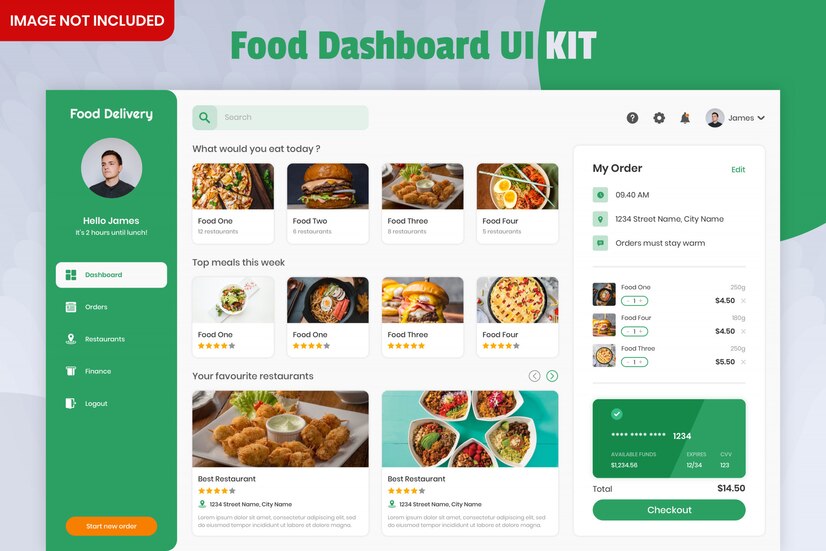 IMAGE NOT INCLUDED
Food Dashboard UI KIT
Food Delivery
Hello James
It's 2 hours until lunch!
Dashboard
Orders
Restaurants
Finance
Logout
Start new order
Search
James
What would you eat today ?
Food One
12 restaurants
Food Two
6 restaurants
Food Three
8 restaurants
Food Four
5 restaurants
Top meals this week
Food One
Food One
Food Three
Food Four
Your favourite restaurants
Best Restaurant
1234 Street Name, City Name
Lorem ipsum dolor sit amet, consectetur adipiscing elit, sed
do eiusmod tempor incididunt ut labore et dolore magna.
Best Restaurant
1234 Street Name, City Name
Lorem ipsum dolor sit amet, consectetur adipiscing elit, sed
do eiusmod tempor incididunt ut labore et dolore magna.
My Order
Edit
09.40 AM
1234 Street Name, City Name
Orders must stay warm
Food One 250g
- 1 + $4.50 ×
Food Four 180g
- 1 + $4.50 ×
Food Three 250g
- 1 + $5.50 ×
**** **** **** 1234
AVAILABLE FUNDS EXPIRES CVV
$1,234.56 12/34 123
Total $14.50
Checkout